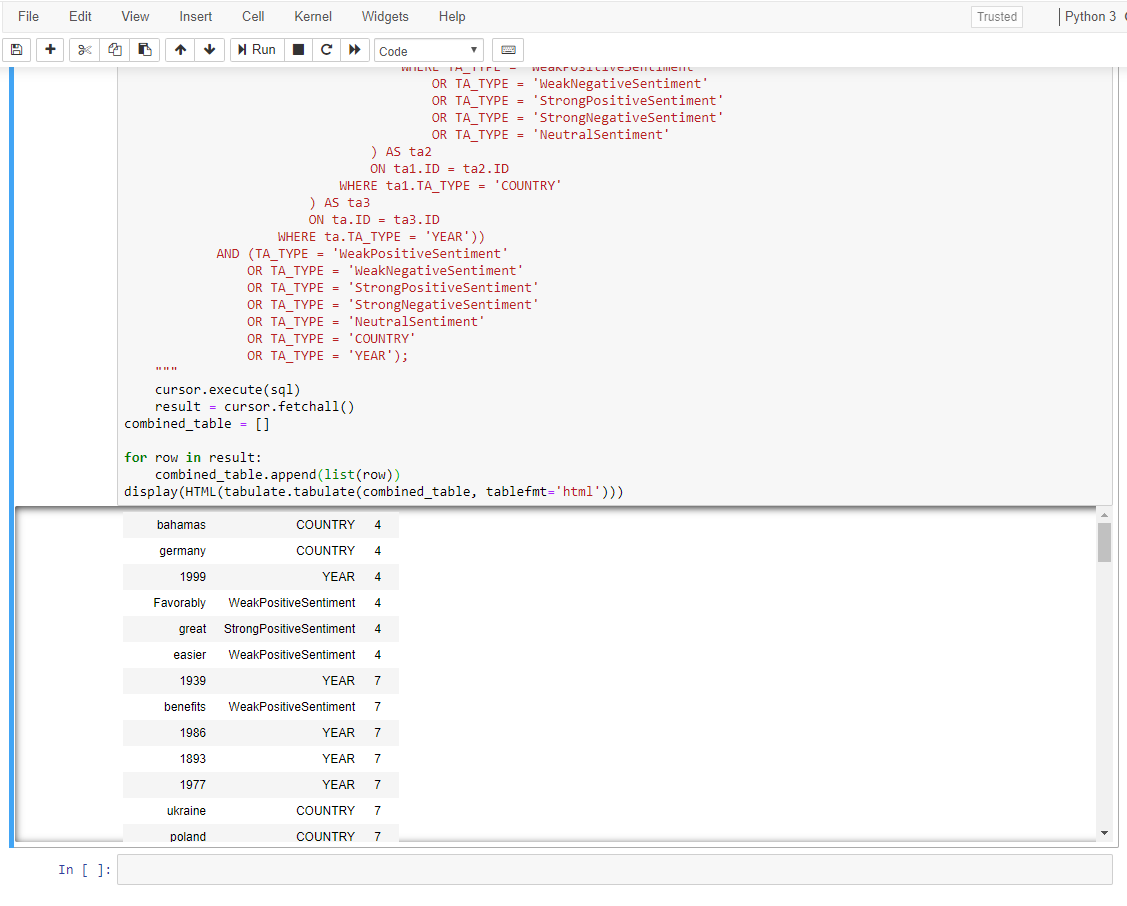 File Edit View Insert Cell Kernel Widgets Help Trusted Python 3
Run Code
WHERE TA_TYPE = 'WeakPositiveSentiment'
OR TA_TYPE = 'WeakNegativeSentiment'
OR TA_TYPE = 'StrongPositiveSentiment'
OR TA_TYPE = 'StrongNegativeSentiment'
OR TA_TYPE = 'NeutralSentiment'
) AS ta2
ON ta1.ID = ta2.ID
WHERE ta1.TA_TYPE = 'COUNTRY'
) AS ta3
ON ta.ID = ta3.ID
WHERE ta.TA_TYPE = 'YEAR'))
AND (TA_TYPE = 'WeakPositiveSentiment'
OR TA_TYPE = 'WeakNegativeSentiment'
OR TA_TYPE = 'StrongPositiveSentiment'
OR TA_TYPE = 'StrongNegativeSentiment'
OR TA_TYPE = 'NeutralSentiment'
OR TA_TYPE = 'COUNTRY'
OR TA_TYPE = 'YEAR');
"""
cursor.execute(sql)
result = cursor.fetchall()
combined_table = []
for row in result:
combined_table.append(list(row))
display(HTML(tabulate.tabulate(combined_table, tablefmt='html')))
bahamas COUNTRY 4
germany COUNTRY 4
1999 YEAR 4
Favorably WeakPositiveSentiment 4
great StrongPositiveSentiment 4
easier WeakPositiveSentiment 4
1939 YEAR 7
benefits WeakPositiveSentiment 7
1986 YEAR 7
1893 YEAR 7
1977 YEAR 7
ukraine COUNTRY 7
poland COUNTRY 7
In [ ]: